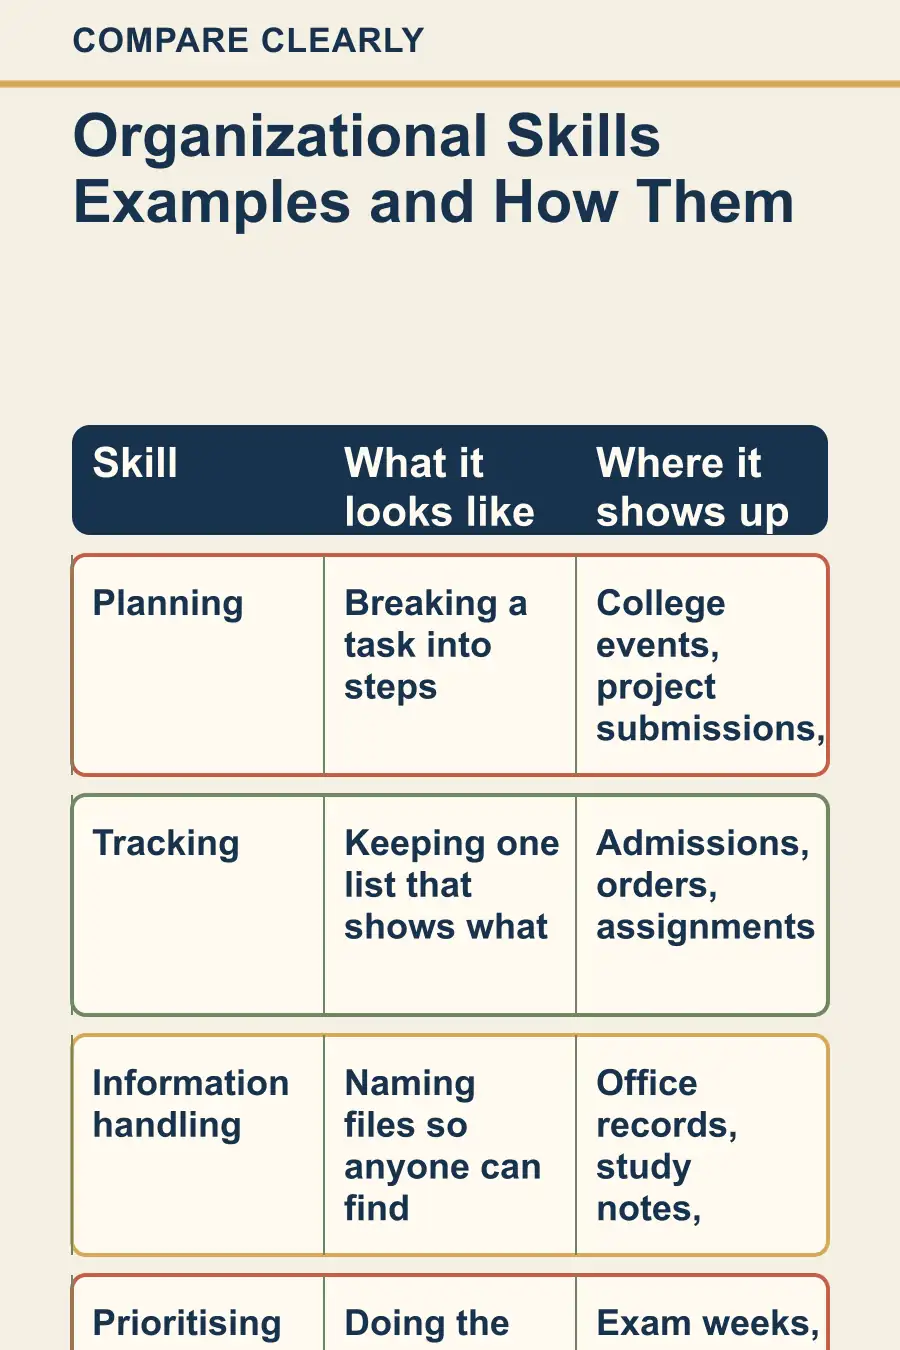 COMPARE CLEARLY
Organizational Skills
Examples and How Them
Skill
What it
looks like
Where it
shows up
Planning
Breaking a
task into
steps
College
events,
project
submissions,
Tracking
Keeping one
list that
shows what
Admissions,
orders,
assignments
Information
handling
Naming
files so
anyone can
find
Office
records,
study
notes,
Prioritising
Doing the
Exam weeks,